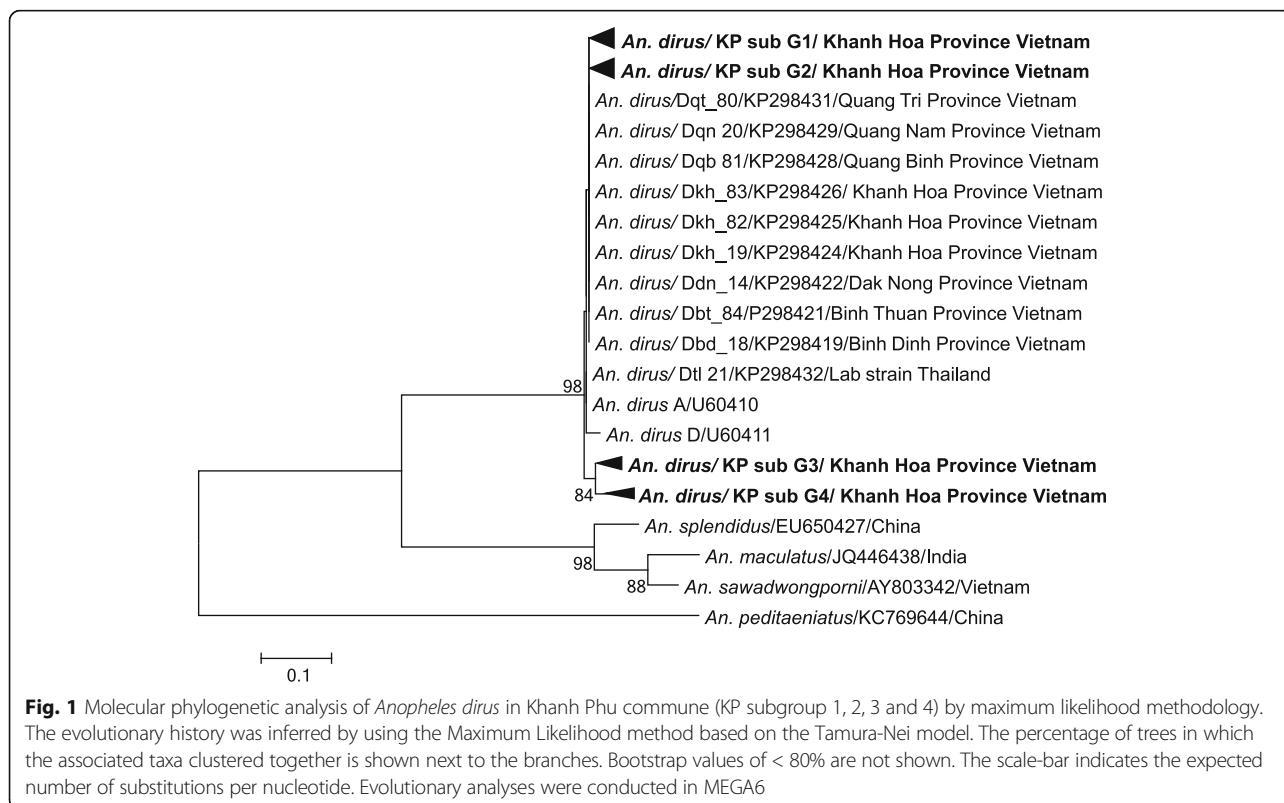 An. dirus/ KP sub G1/ Khanh Hoa Province Vietnam
An. dirus/ KP sub G2/ Khanh Hoa Province Vietnam
An. dirus/Dqt_80/KP298431/Quang Tri Province Vietnam
An. dirus/ Dqn 20/KP298429/Quang Nam Province Vietnam
An. dirus/ Dqb 81/KP298428/Quang Binh Province Vietnam
An. dirus/ Dkh_83/KP298426/ Khanh Hoa Province Vietnam
An. dirus/ Dkh_82/KP298425/Khanh Hoa Province Vietnam
An. dirus/ Dkh_19/KP298424/Khanh Hoa Province Vietnam
An. dirus/ Ddn_14/KP298422/Dak Nong Province Vietnam
An. dirus/ Dbt_84/P298421/Binh Thuan Province Vietnam
An. dirus/ Dbd_18/KP298419/Binh Dinh Province Vietnam
An. dirus/ Dtl 21/KP298432/Lab strain Thailand
98
An. dirus A/U60410
An. dirus D/U60411
An. dirus/ KP sub G3/ Khanh Hoa Province Vietnam
84
An. dirus/ KP sub G4/ Khanh Hoa Province Vietnam
An. splendidus/EU650427/China
98
An. maculatus/JQ446438/India
88
An. sawadwongporni/AY803342/Vietnam
An. peditaeniatus/KC769644/China
0.1
Fig. 1 Molecular phylogenetic analysis of Anopheles dirus in Khanh Phu commune (KP subgroup 1, 2, 3 and 4) by maximum likelihood methodology.
The evolutionary history was inferred by using the Maximum Likelihood method based on the Tamura-Nei model. The percentage of trees in which
the associated taxa clustered together is shown next to the branches. Bootstrap values of < 80% are not shown. The scale-bar indicates the expected
number of substitutions per nucleotide. Evolutionary analyses were conducted in MEGA6